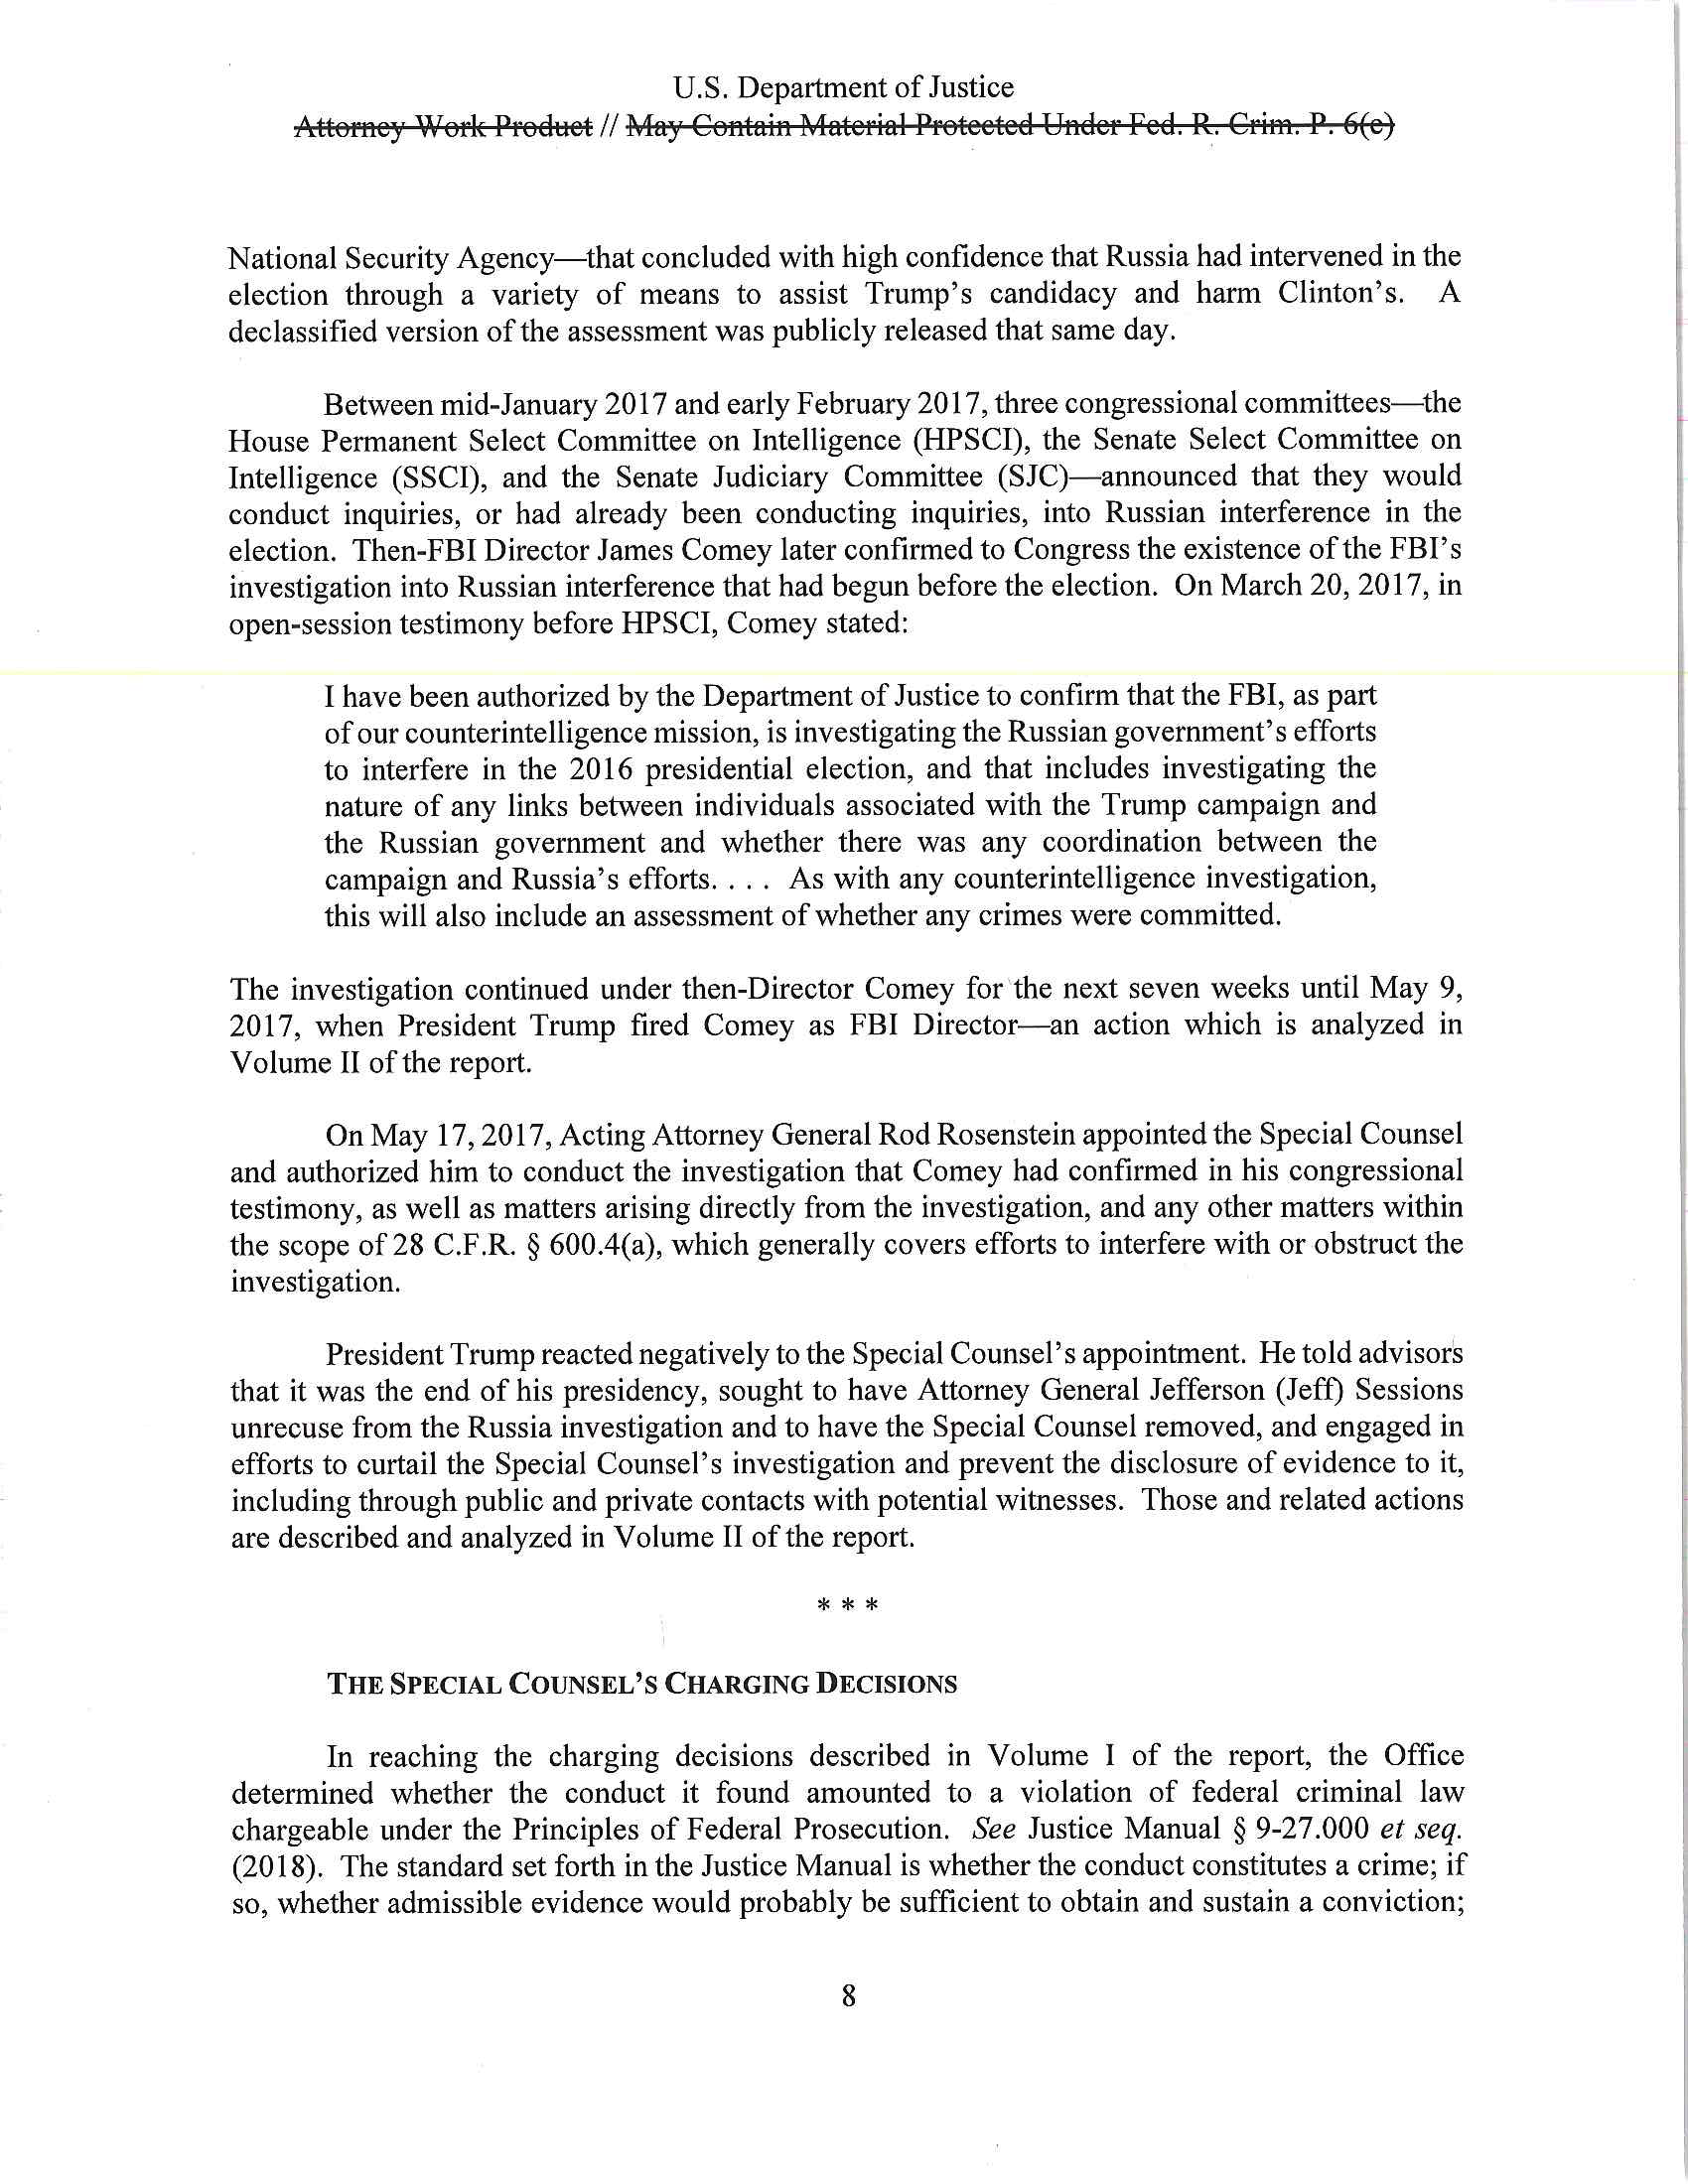 U.S. Department of Justice
Attorney Work Product // May Contain Material Protected Under Fed. R. Crim. P. 6(e)
National Security Agency—that concluded with high confidence that Russia had intervened in the
election through a variety of means to assist Trump's candidacy and harm Clinton's. A
declassified version of the assessment was publicly released that same day.
Between mid-January 2017 and early February 2017, three congressional committees—the
House Permanent Select Committee on Intelligence (HPSCI), the Senate Select Committee on
Intelligence (SSCI), and the Senate Judiciary Committee (SJC)—announced that they would
conduct inquiries, or had already been conducting inquiries, into Russian interference in the
election. Then-FBI Director James Comey later confirmed to Congress the existence of the FBI's
investigation into Russian interference that had begun before the election. On March 20, 2017, in
open-session testimony before HPSCI, Comey stated:
I have been authorized by the Department of Justice to confirm that the FBI, as part
of our counterintelligence mission, is investigating the Russian government's efforts
to interfere in the 2016 presidential election, and that includes investigating the
nature of any links between individuals associated with the Trump campaign and
the Russian government and whether there was any coordination between the
campaign and Russia's efforts. . . . As with any counterintelligence investigation,
this will also include an assessment of whether any crimes were committed.
The investigation continued under then-Director Comey for the next seven weeks until May 9,
2017, when President Trump fired Comey as FBI Director—an action which is analyzed in
Volume II of the report.
On May 17, 2017, Acting Attorney General Rod Rosenstein appointed the Special Counsel
and authorized him to conduct the investigation that Comey had confirmed in his congressional
testimony, as well as matters arising directly from the investigation, and any other matters within
the scope of 28 C.F.R. § 600.4(a), which generally covers efforts to interfere with or obstruct the
investigation.
President Trump reacted negatively to the Special Counsel's appointment. He told advisors
that it was the end of his presidency, sought to have Attorney General Jefferson (Jeff) Sessions
unrecuse from the Russia investigation and to have the Special Counsel removed, and engaged in
efforts to curtail the Special Counsel's investigation and prevent the disclosure of evidence to it,
including through public and private contacts with potential witnesses. Those and related actions
are described and analyzed in Volume II of the report.
* * *
THE SPECIAL COUNSEL'S CHARGING DECISIONS
In reaching the charging decisions described in Volume I of the report, the Office
determined whether the conduct it found amounted to a violation of federal criminal law
chargeable under the Principles of Federal Prosecution. See Justice Manual § 9-27.000 et seq.
(2018). The standard set forth in the Justice Manual is whether the conduct constitutes a crime; if
so, whether admissible evidence would probably be sufficient to obtain and sustain a conviction;
8